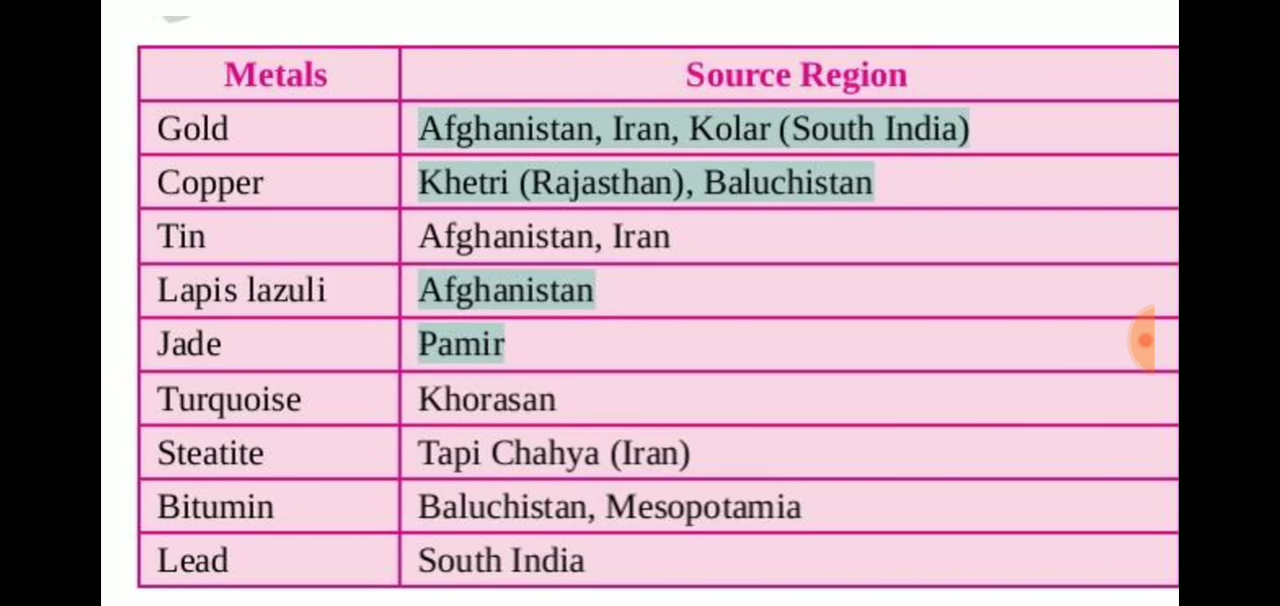 Metals Source Region
Gold Afghanistan, Iran, Kolar (South India)
Copper Khetri (Rajasthan), Baluchistan
Tin Afghanistan, Iran
Lapis lazuli Afghanistan
Jade Pamir
Turquoise Khorasan
Steatite Tapi Chahya (Iran)
Bitumin Baluchistan, Mesopotamia
Lead South India